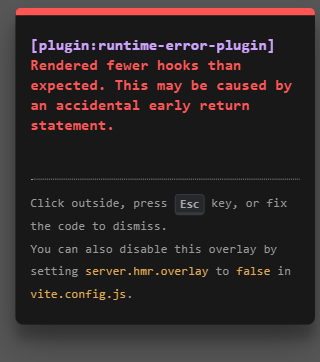 [plugin:runtime-error-plugin]
Rendered fewer hooks than
expected. This may be caused by
an accidental early return
statement.
Click outside, press Esc key, or fix
the code to dismiss.
You can also disable this overlay by
setting server.hmr.overlay to false in
vite.config.js.